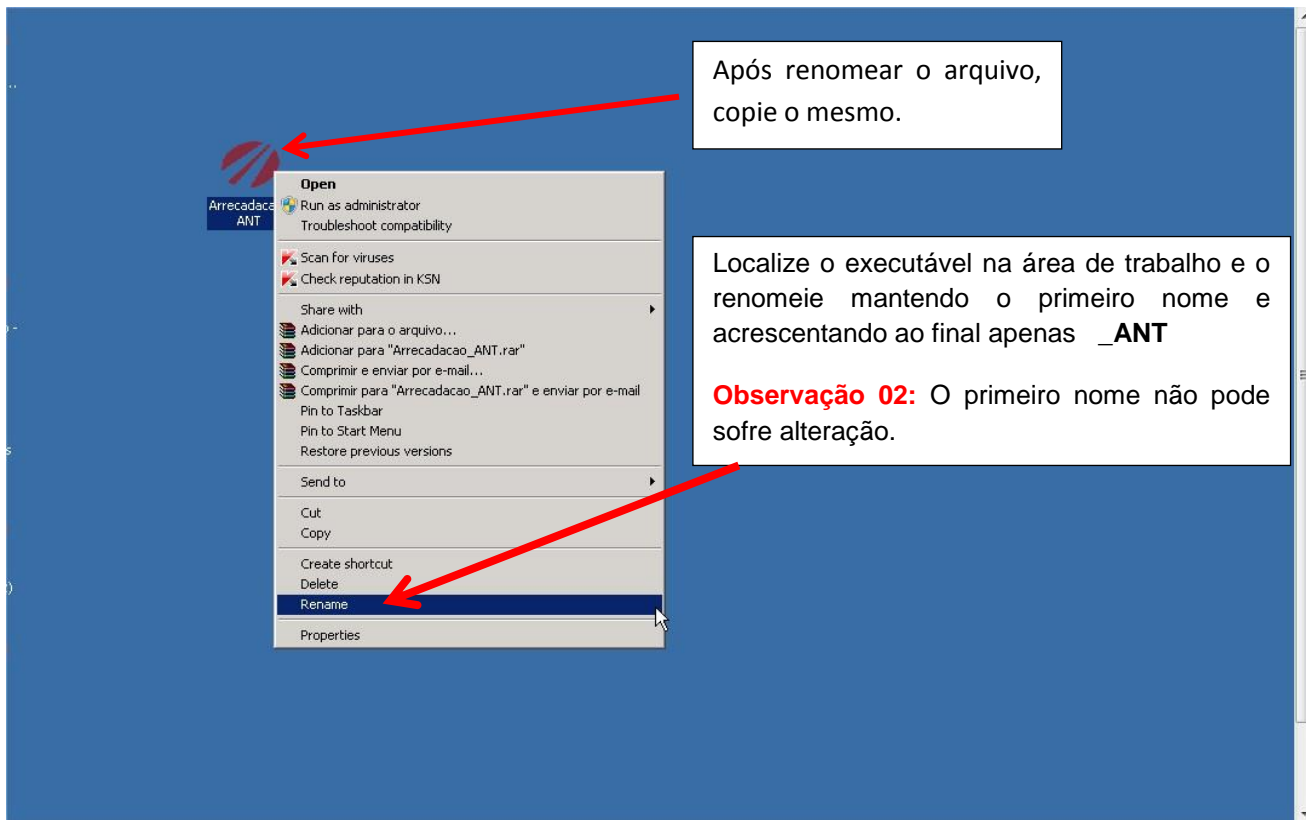 Após renomear o arquivo,
copie o mesmo.
..
Arrecadaca
ANT
Open
Run as administrator
Troubleshoot compatibility
Scan for viruses
Check reputation in KSN
Share with
Adicionar para o arquivo...
Adicionar para "Arrecadacao_ANT.rar"
Comprimir e enviar por e-mail...
Comprimir para "Arrecadacao_ANT.rar" e enviar por e-mail
Pin to Taskbar
Pin to Start Menu
Restore previous versions
Send to
Cut
Copy
Create shortcut
Delete
Rename
Properties
Localize o executável na área de trabalho e o
renomeie mantendo o primeiro nome e
acrescentando ao final apenas _ANT
Observação 02: O primeiro nome não pode
sofre alteração.